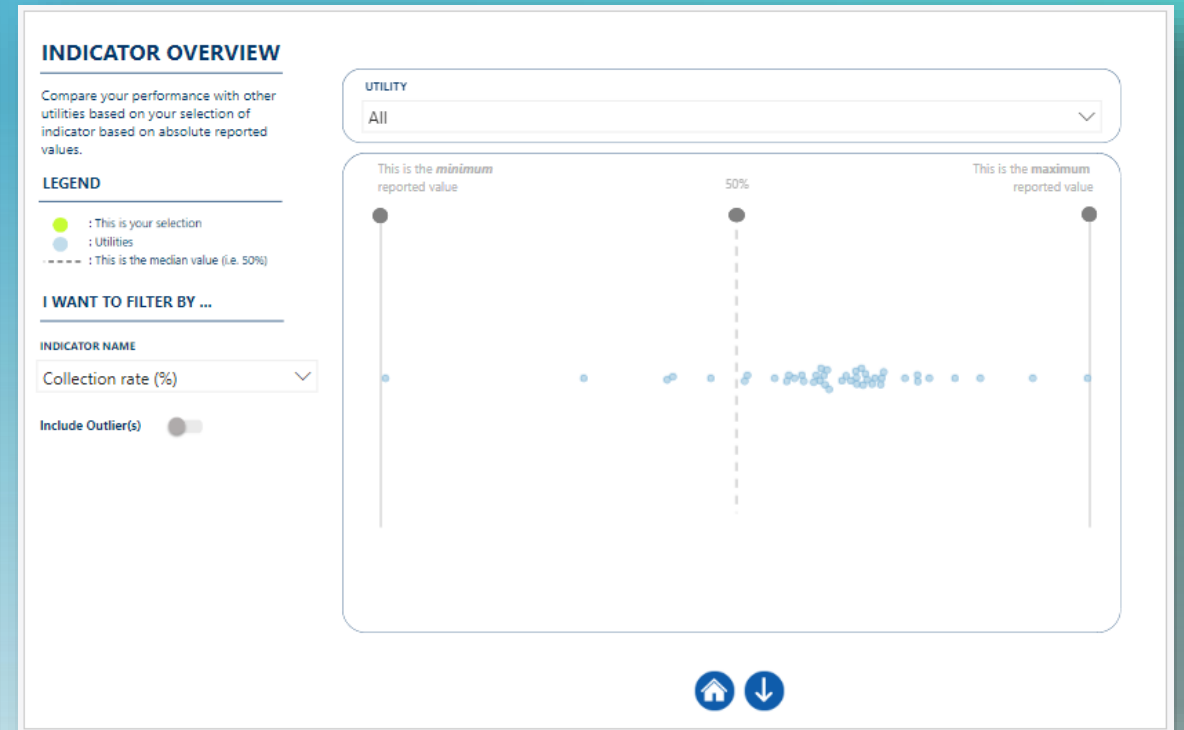 INDICATOR OVERVIEW
Compare your performance with other
utilities based on your selection of
indicator based on absolute reported
values.
LEGEND
: This is your selection
: Utilities
: This is the median value (i.e. 50%)
I WANT TO FILTER BY ...
INDICATOR NAME
Collection rate (%)
Include Outlier(s)
UTILITY
All
This is the minimum
reported value
50%
This is the maximum
reported value